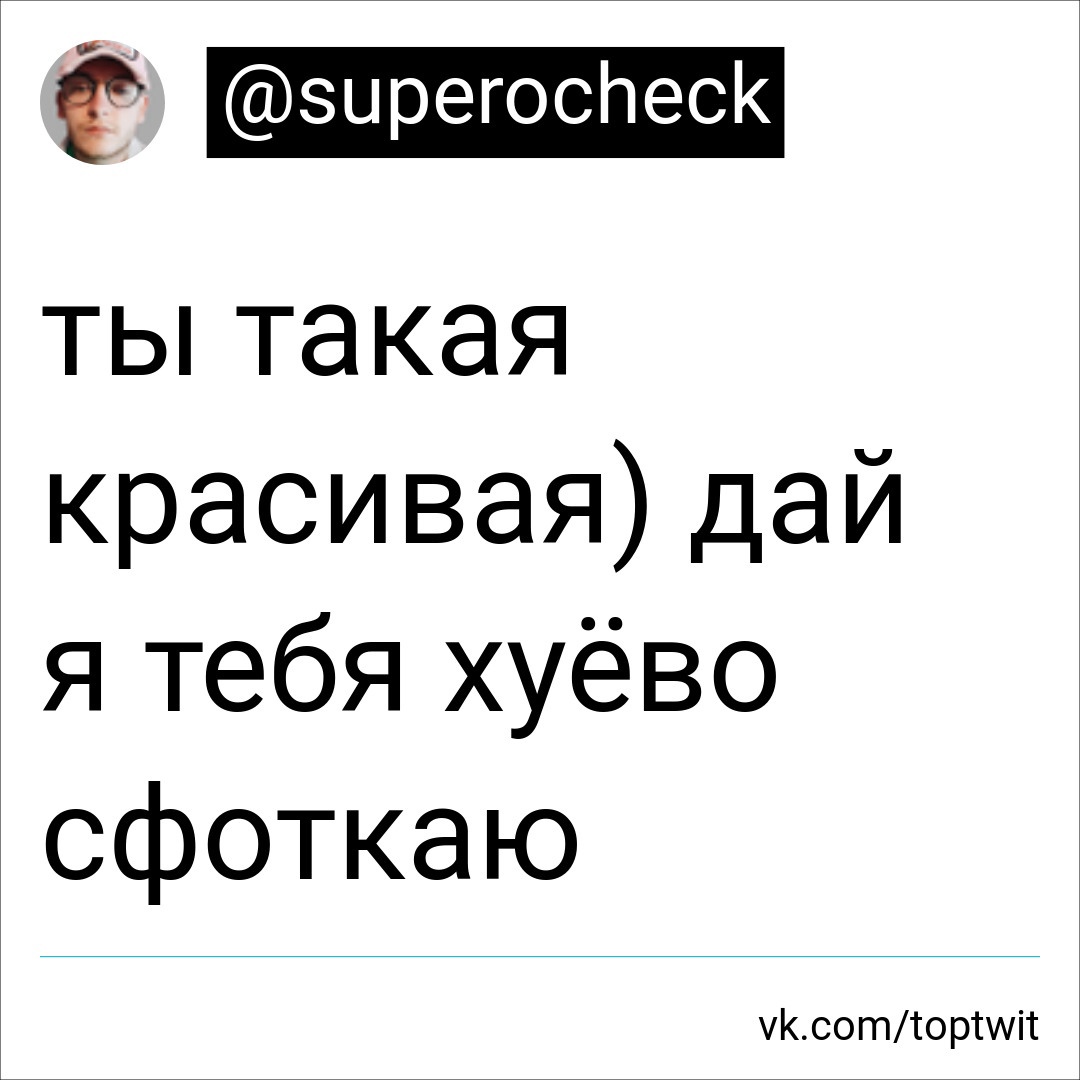 @superocheck
ты такая
красивая) дай
я тебя хуёво
сфоткаю
vk.com/toptwit